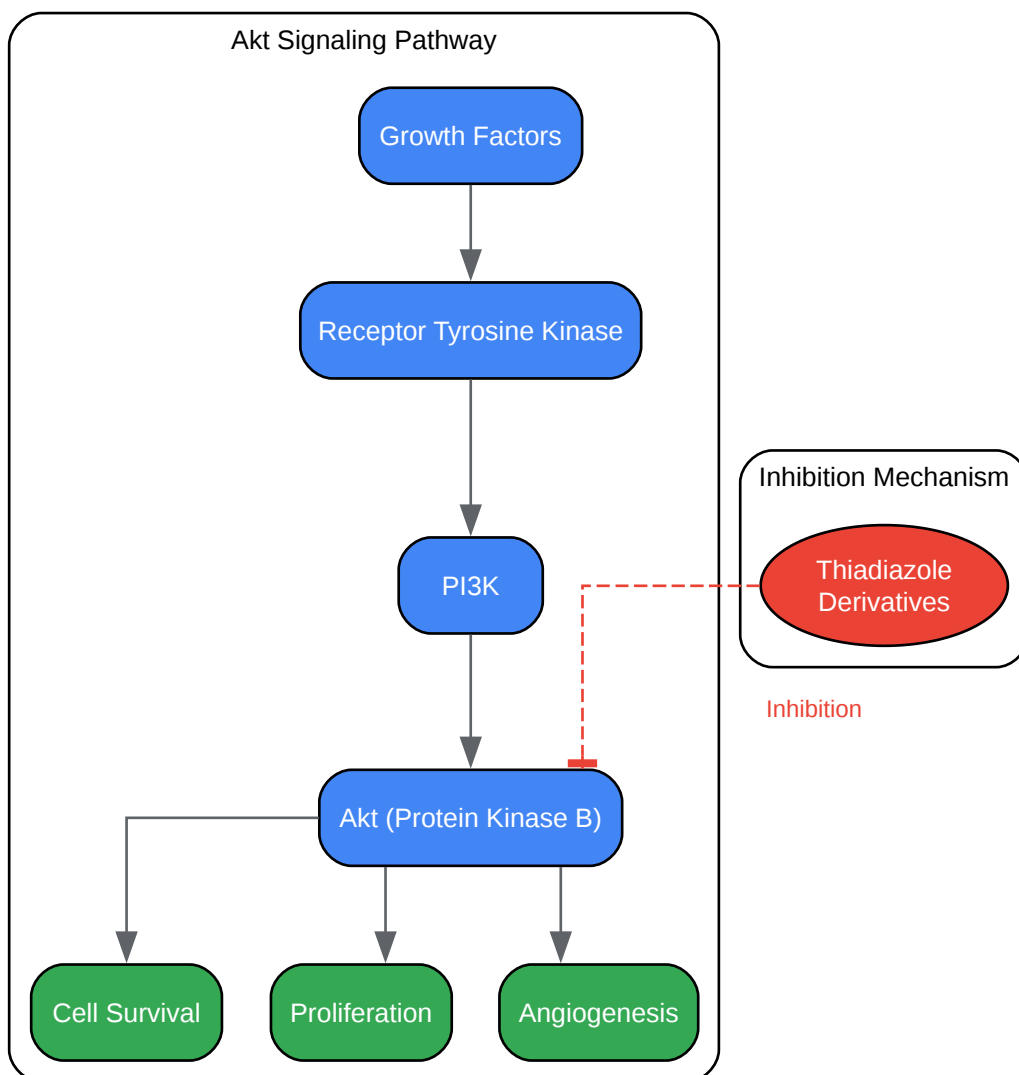 Akt Signaling Pathway
Growth Factors
Receptor Tyrosine Kinase
Inhibition Mechanism
PI3K
Thiadiazole
Derivatives
Inhibition
Akt (Protein Kinase B)
Cell Survival
Proliferation
Angiogenesis